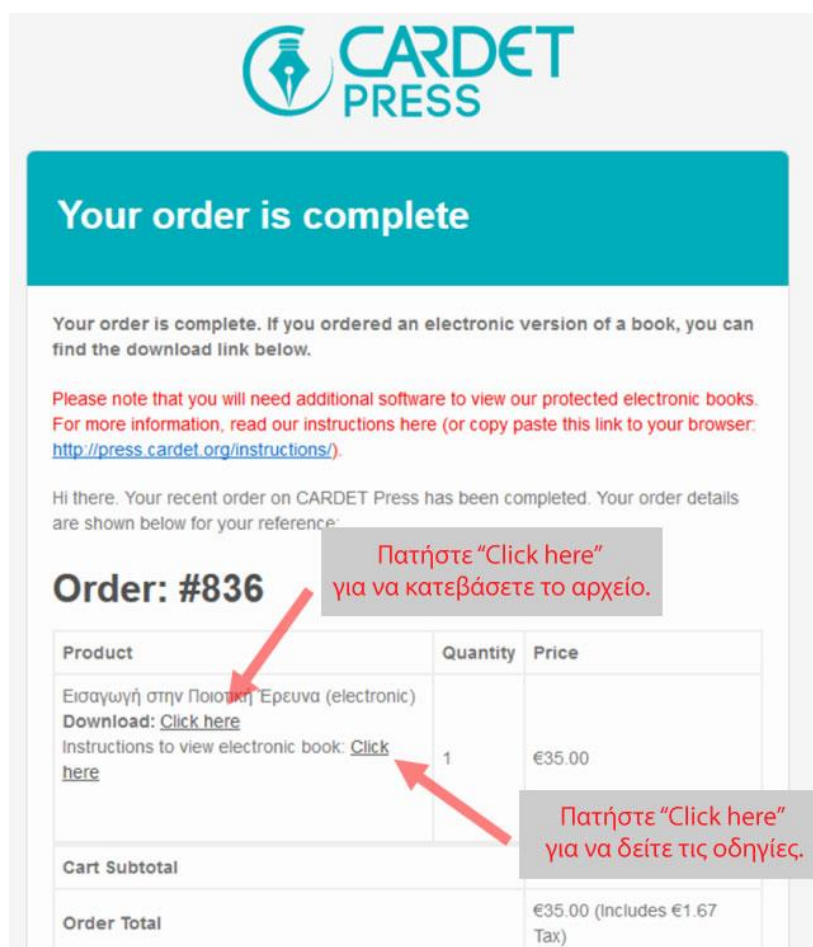 CARDET
PRESS
Your order is complete
Your order is complete. If you ordered an electronic version of a book, you can
find the download link below.
Please note that you will need additional software to view our protected electronic books.
For more information, read our instructions here (or copy paste this link to your browser:
http://press.cardet.org/instructions/).
Hi there. Your recent order on CARDET Press has been completed. Your order details
are shown below for your reference:
Πατήστε “Click here”
για να κατεβάσετε το αρχείο.
Order: #836
Product Quantity Price
Εισαγωγή στην Ποιοτική Έρευνα (electronic)
Download: Click here
Instructions to view electronic book: Click
here
1 €35.00
Πατήστε “Click here”
για να δείτε τις οδηγίες.
Cart Subtotal
Order Total
€35.00 (Includes €1.67
Tax)